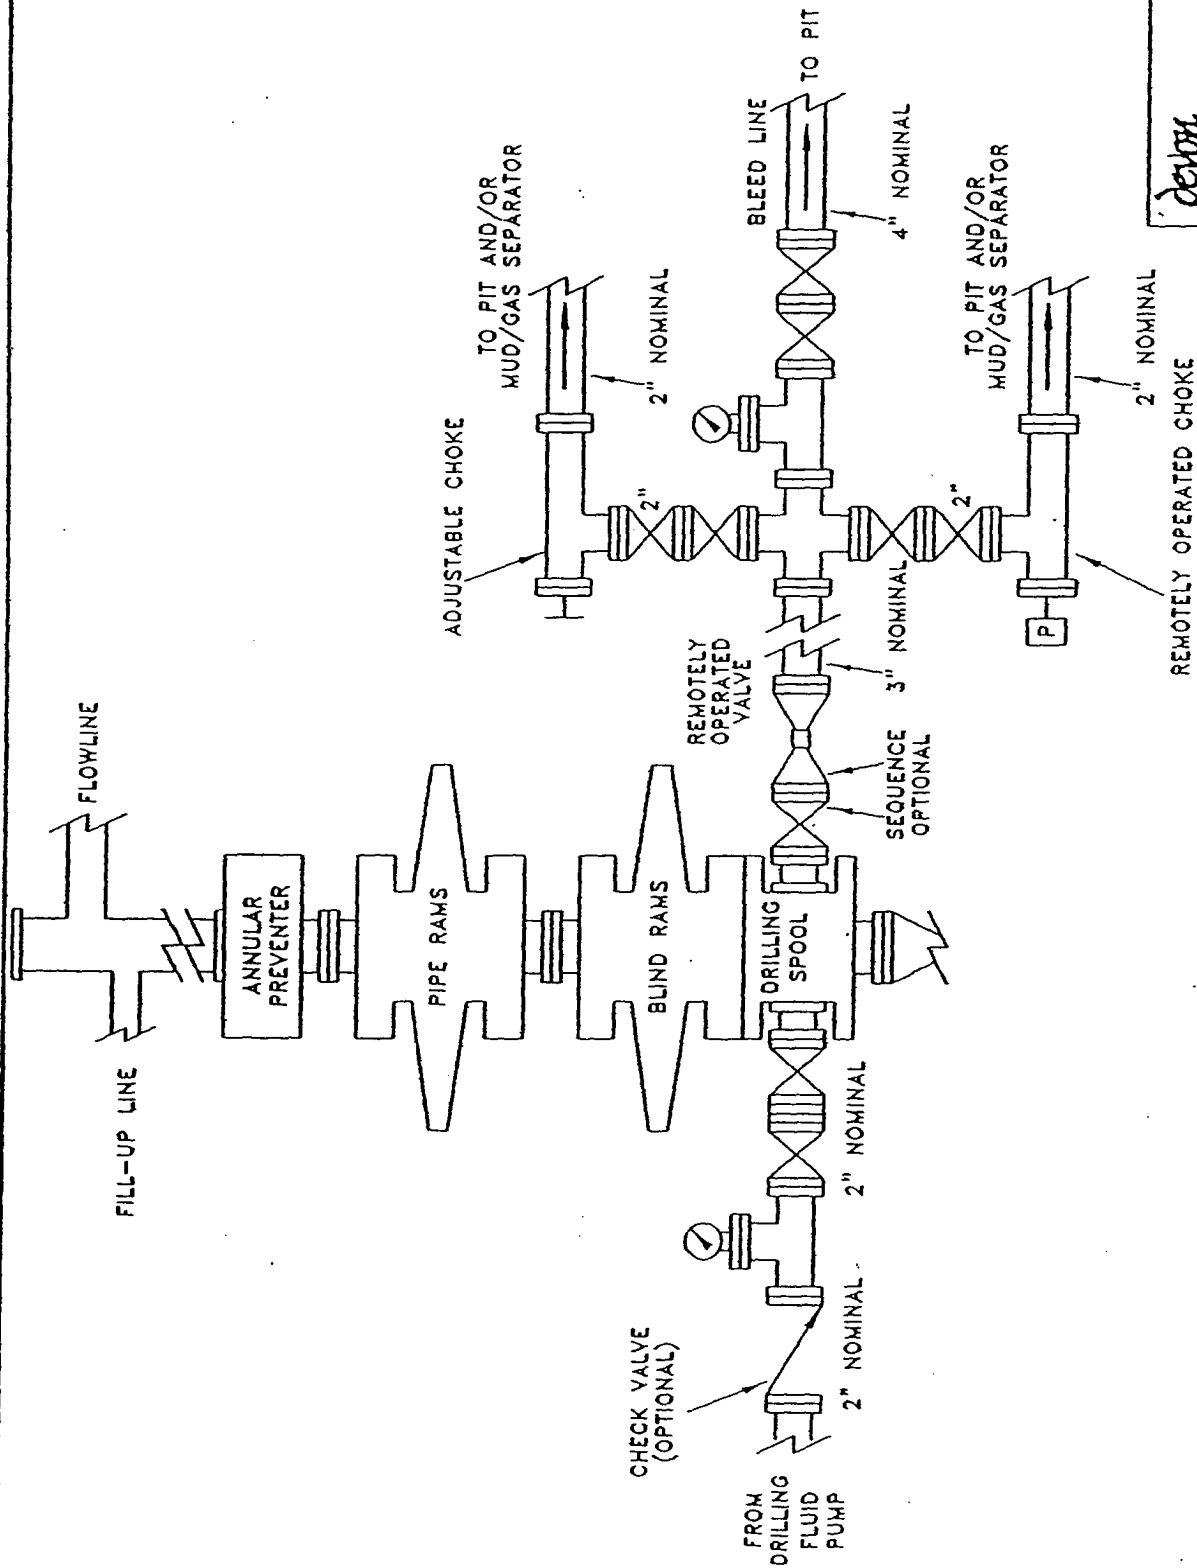 FILL-UP LINE
FLOWLINE
ANNULAR
PREVENTER
PIPE RAMS
BLIND RAMS
DRILLING
SPOOL
FROM
DRILLING
FLUID
PUMP
CHECK VALVE
(OPTIONAL)
2" NOMINAL
2" NOMINAL
SEQUENCE
OPTIONAL
REMOTELY
OPERATED
VALVE
3" NOMINAL
ADJUSTABLE CHOKE
2"
TO PIT AND/OR
MUD/GAS SEPARATOR
2" NOMINAL
BLEED LINE
TO PIT
4" NOMINAL
2"
TO PIT AND/OR
MUD/GAS SEPARATOR
2" NOMINAL
P
REMOTELY OPERATED CHOKE
devon